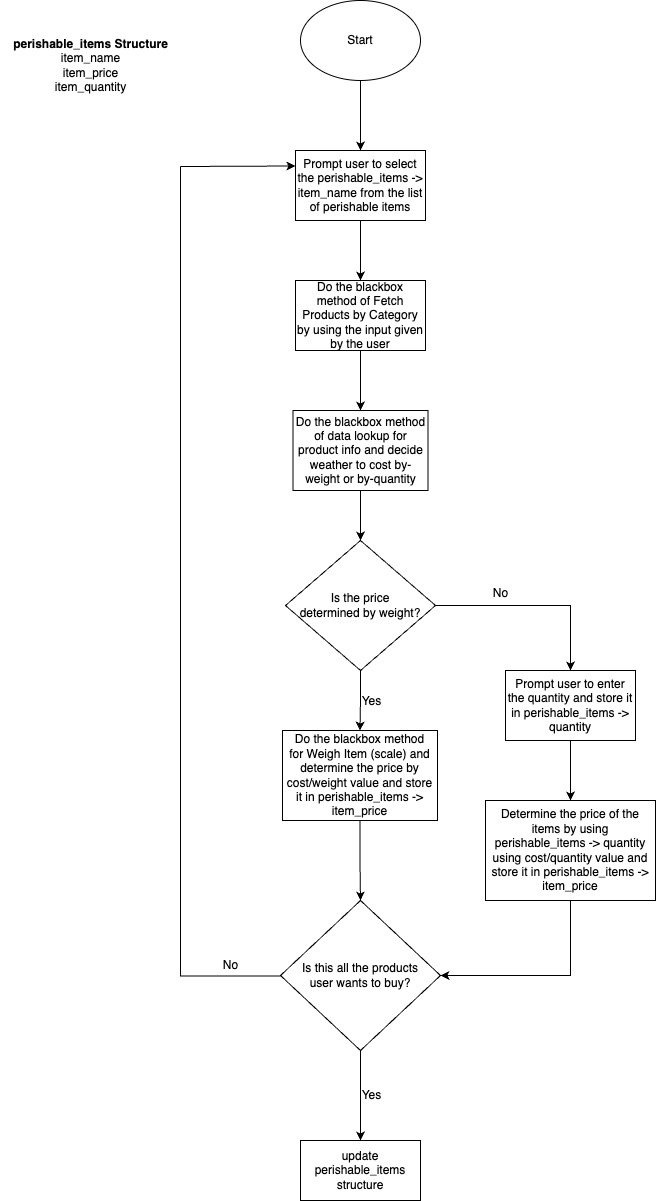 Start
perishable_items Structure
item_name
item_price
item_quantity
Prompt user to select
the perishable_items ->
item_name from the list
of perishable items
Do the blackbox
method of Fetch
Products by Category
by using the input given
by the user
Do the blackbox method
of data lookup for
product info and decide
weather to cost by-
weight or by-quantity
Is the price
determined by weight?
No
Yes
Prompt user to enter
the quantity and store it
in perishable_items ->
quantity
Do the blackbox method
for Weigh Item (scale) and
determine the price by
cost/weight value and store
it in perishable_items ->
item_price
Determine the price of the
items by using
perishable_items -> quantity
using cost/quantity value and
store it in perishable_items ->
item_price
Is this all the products
user wants to buy?
No
Yes
update
perishable_items
structure